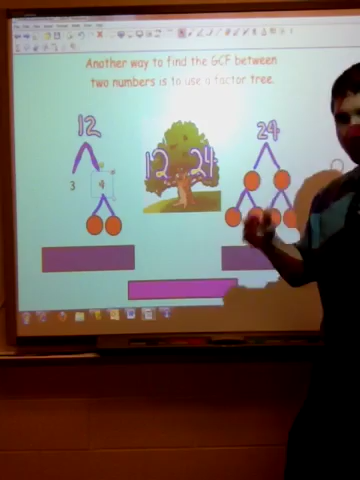 Another way to find the GCF between
two numbers is to use a factor tree.
12
24
12 24
3 4